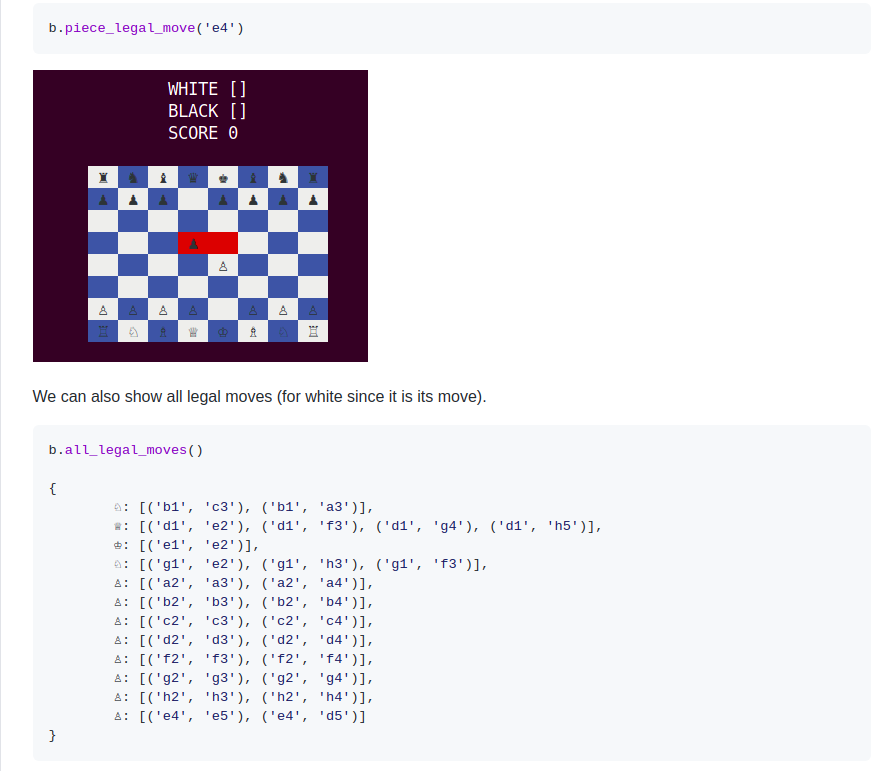 b.piece_legal_move('e4')
WHITE []
BLACK []
SCORE 0
♜♞♝♛♚♝♞♜
♟♟♟ ♟♟♟♟
♟
♙
♙♙♙♙ ♙♙♙
♖♘♗♕♔♗♘♖
We can also show all legal moves (for white since it is its move).
b.all_legal_moves()
{
♘: [('b1', 'c3'), ('b1', 'a3')],
♕: [('d1', 'e2'), ('d1', 'f3'), ('d1', 'g4'), ('d1', 'h5')],
♔: [('e1', 'e2')],
♘: [('g1', 'e2'), ('g1', 'h3'), ('g1', 'f3')],
♙: [('a2', 'a3'), ('a2', 'a4')],
♙: [('b2', 'b3'), ('b2', 'b4')],
♙: [('c2', 'c3'), ('c2', 'c4')],
♙: [('d2', 'd3'), ('d2', 'd4')],
♙: [('f2', 'f3'), ('f2', 'f4')],
♙: [('g2', 'g3'), ('g2', 'g4')],
♙: [('h2', 'h3'), ('h2', 'h4')],
♙: [('e4', 'e5'), ('e4', 'd5')]
}